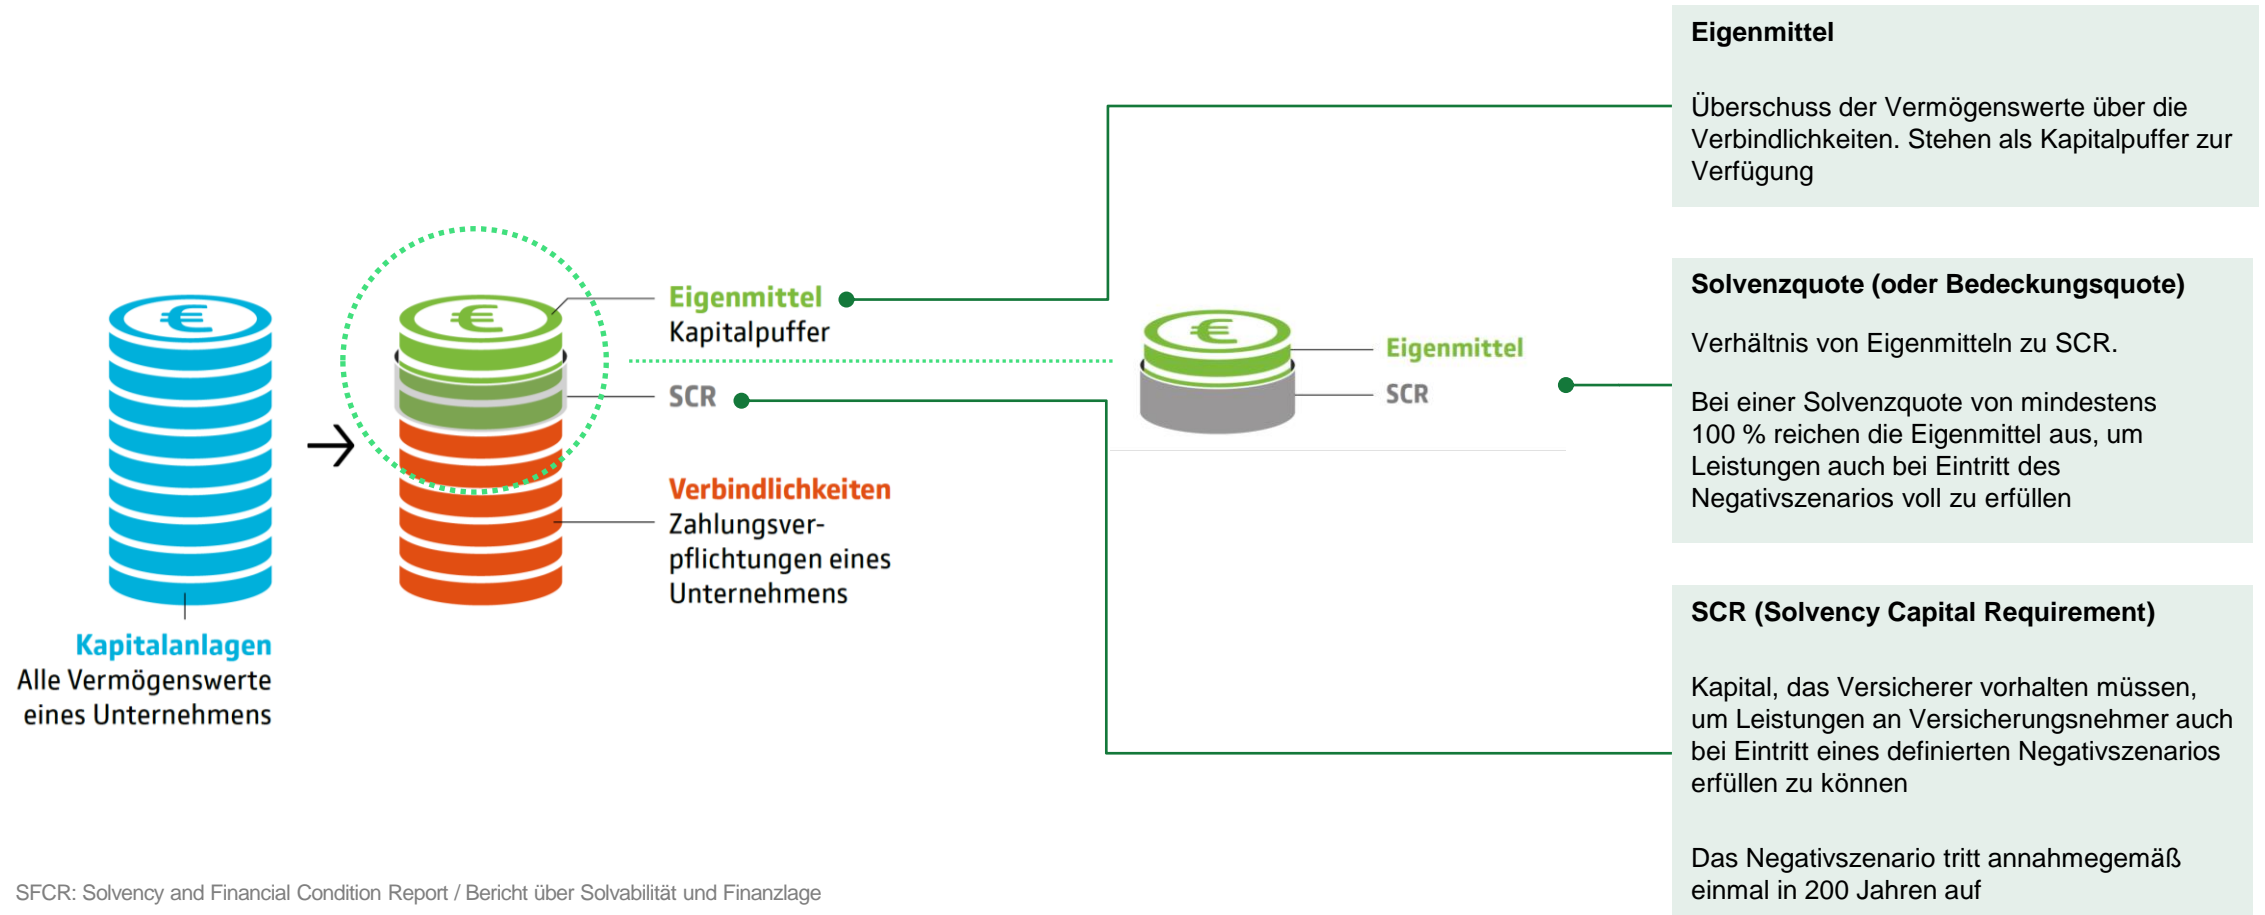 Eigenmittel
Überschuss der Vermögenswerte über die
Verbindlichkeiten. Stehen als Kapitalpuffer zur
Verfügung
Solvenzquote (oder Bedeckungsquote)
Verhältnis von Eigenmitteln zu SCR.
Bei einer Solvenzquote von mindestens
100 % reichen die Eigenmittel aus, um
Leistungen auch bei Eintritt des
Negativszenarios voll zu erfüllen
SCR (Solvency Capital Requirement)
Kapital, das Versicherer vorhalten müssen,
um Leistungen an Versicherungsnehmer auch
bei Eintritt eines definierten Negativszenarios
erfüllen zu können
Das Negativszenario tritt annahmegemäß
einmal in 200 Jahren auf
€
€
Eigenmittel
Kapitalpuffer
SCR
Verbindlichkeiten
Zahlungsver-
pflichtungen eines
Unternehmens
€
Eigenmittel
SCR
Kapitalanlagen
Alle Vermögenswerte
eines Unternehmens
SFCR: Solvency and Financial Condition Report / Bericht über Solvabilität und Finanzlage